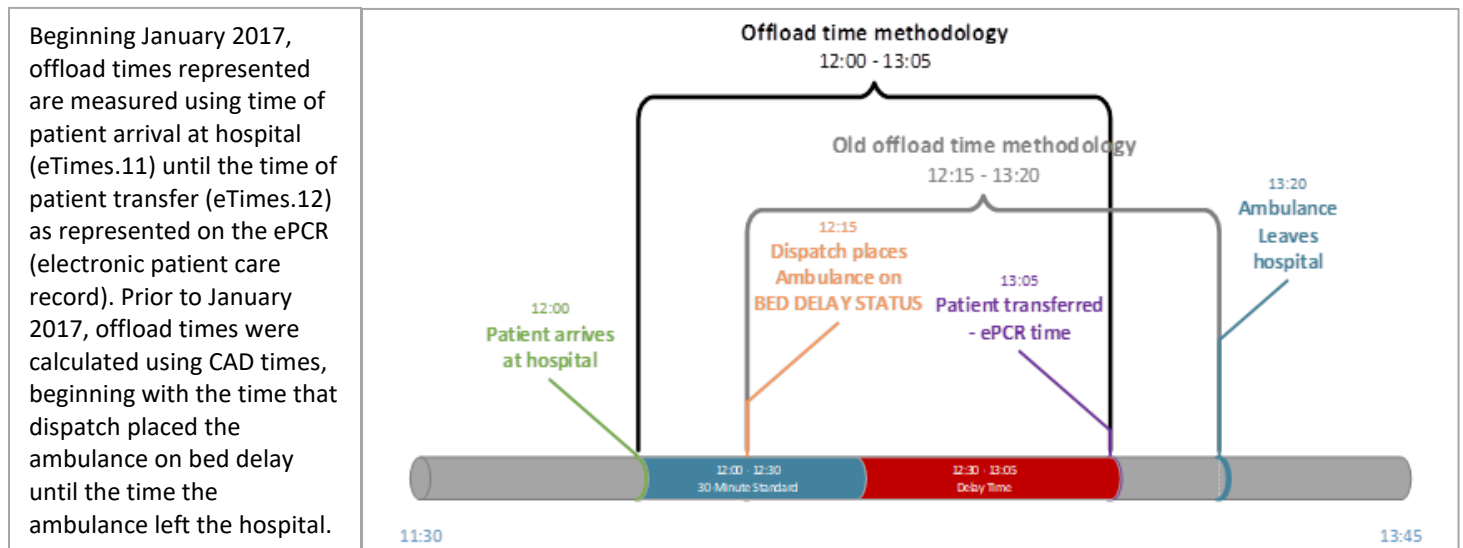 Beginning January 2017,
offload times represented
are measured using time of
patient arrival at hospital
(eTimes.11) until the time of
patient transfer (eTimes.12)
as represented on the ePCR
(electronic patient care
record). Prior to January
2017, offload times were
calculated using CAD times,
beginning with the time that
dispatch placed the
ambulance on bed delay
until the time the
ambulance left the hospital.
Offload time methodology
12:00 - 13:05
Old offload time methodology
12:15 - 13:20
13:20
Ambulance
Leaves
hospital
12:15
Dispatch places
Ambulance on
BED DELAY STATUS
13:05
Patient transferred
- ePCR time
12:00
Patient arrives
at hospital
12:00 - 12:30
30 Minute Standard
12:30 - 13:05
Delay Time
11:30
13:45